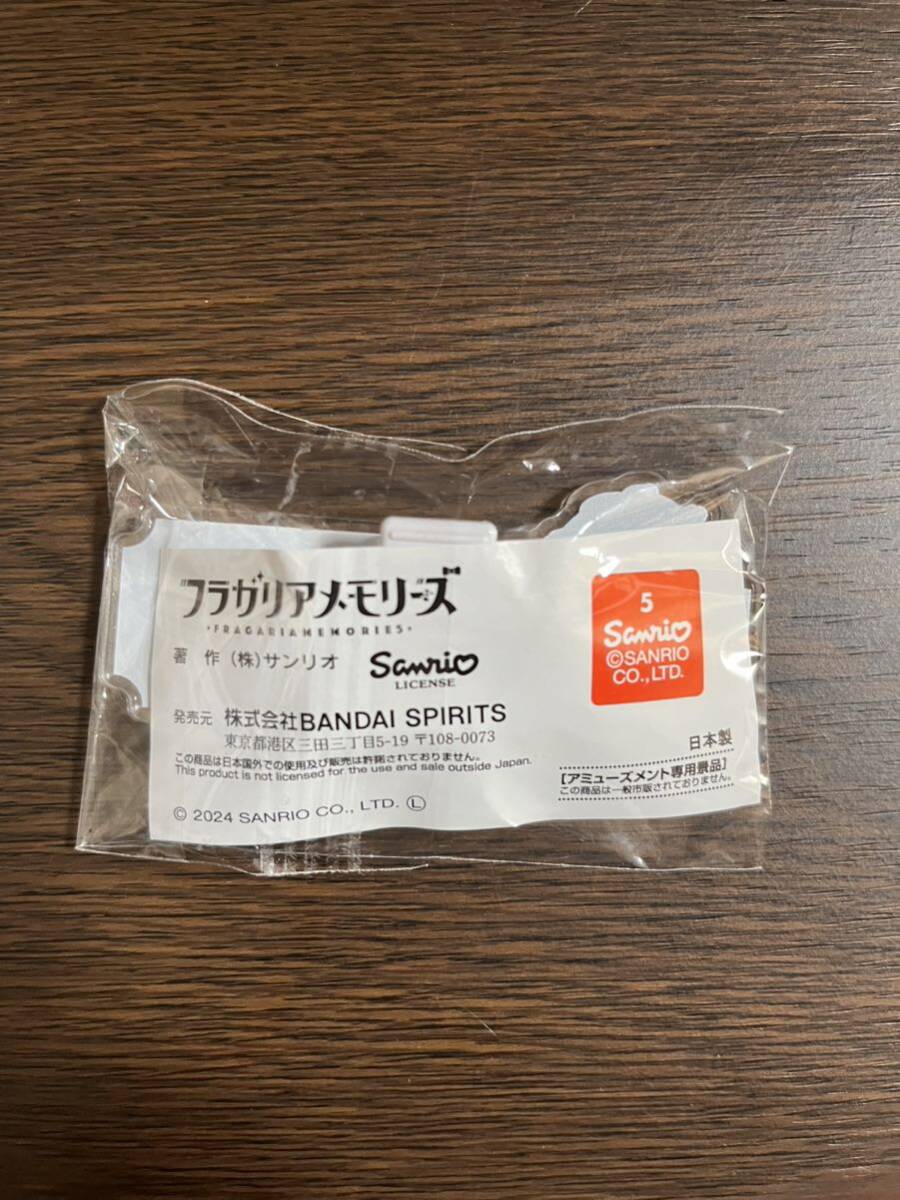 フラガリアメモリーズ
・FRAGARIAMEMORIES・
著 作 (株)サンリオ
Sanrio
LICENSE
発売元 株式会社BANDAI SPIRITS
東京都港区三田三丁目5-19 〒108-0073
この商品は日本国外での使用及び販売は許諾されておりません。
This product is not licensed for the use and sale outside Japan.
© 2024 SANRIO CO., LTD. Ⓛ
5
Sanrio
©SANRIO
CO., LTD.
日本製
[アミューズメント専用景品]
この商品は一般市販されておりません。